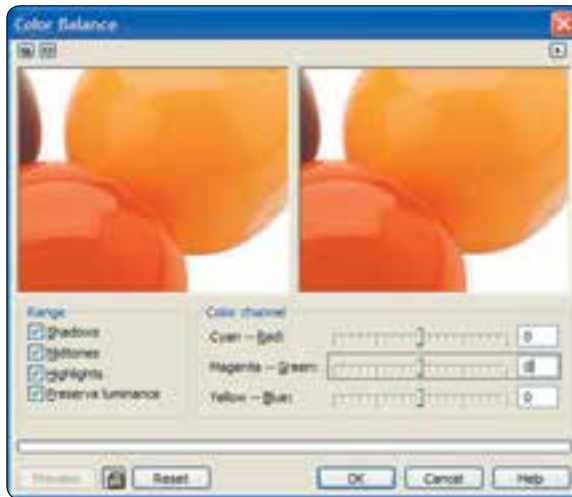 Color Balance
Range
Shadows
Midtones
Highlights
Preserve luminance
Color channel
Cyan -- Red: 0
Magenta -- Green: 0
Yellow -- Blue: 0
Preview
Reset
OK
Cancel
Help